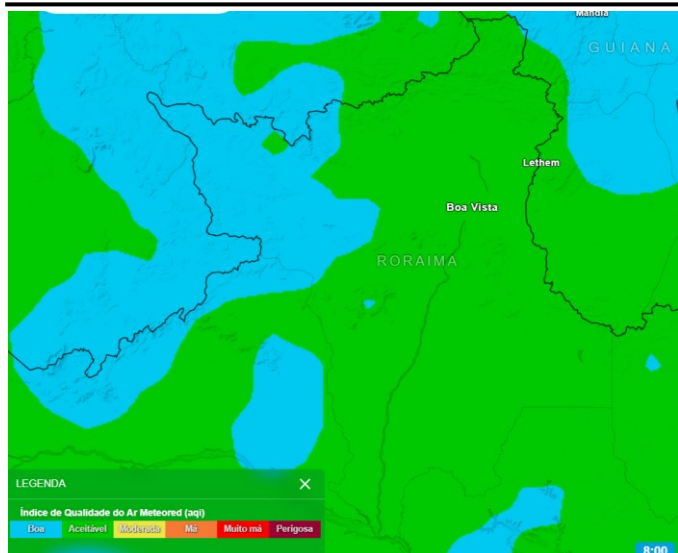 Mahdia
GUIANA
Lethem
Boa Vista
RORAIMA
LEGENDA
Índice de Qualidade do Ar Meteored (aqi)
Boa Aceitável Moderada Má Muito má Perigosa
8:00